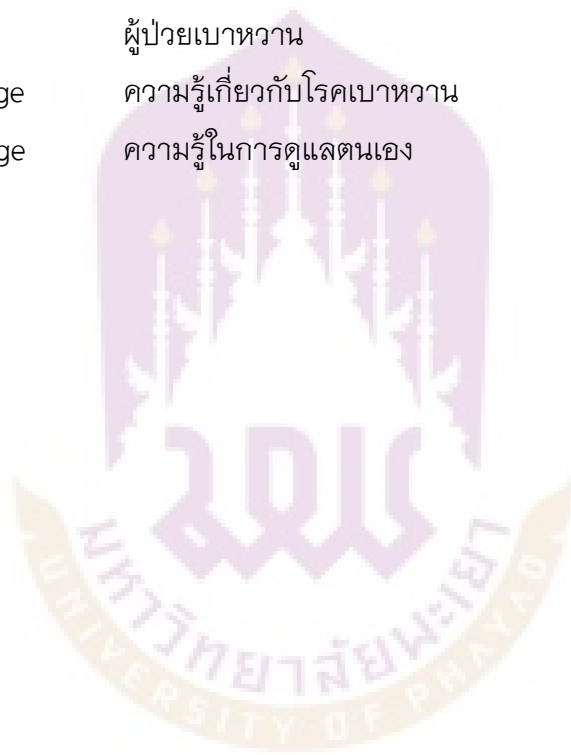 ผู้ป่วยเบาหวาน
ge ความรู้เกี่ยวกับโรคเบาหวาน
ge ความรู้ในการดูแลตนเอง
มพ
มหาวิทยาลัยพะเยา
UNIVERSITY OF PHAYAO